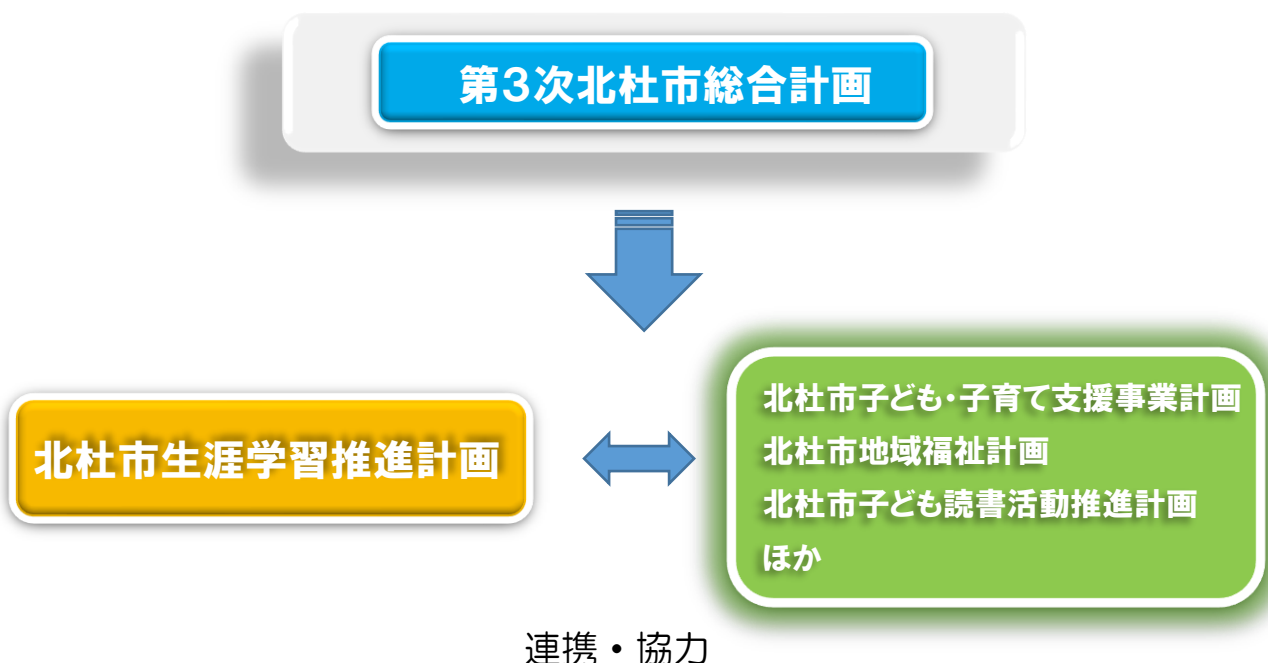 第3次北杜市総合計画
北杜市生涯学習推進計画
北杜市子ども・子育て支援事業計画
北杜市地域福祉計画
北杜市子ども読書活動推進計画
ほか
連携・協力